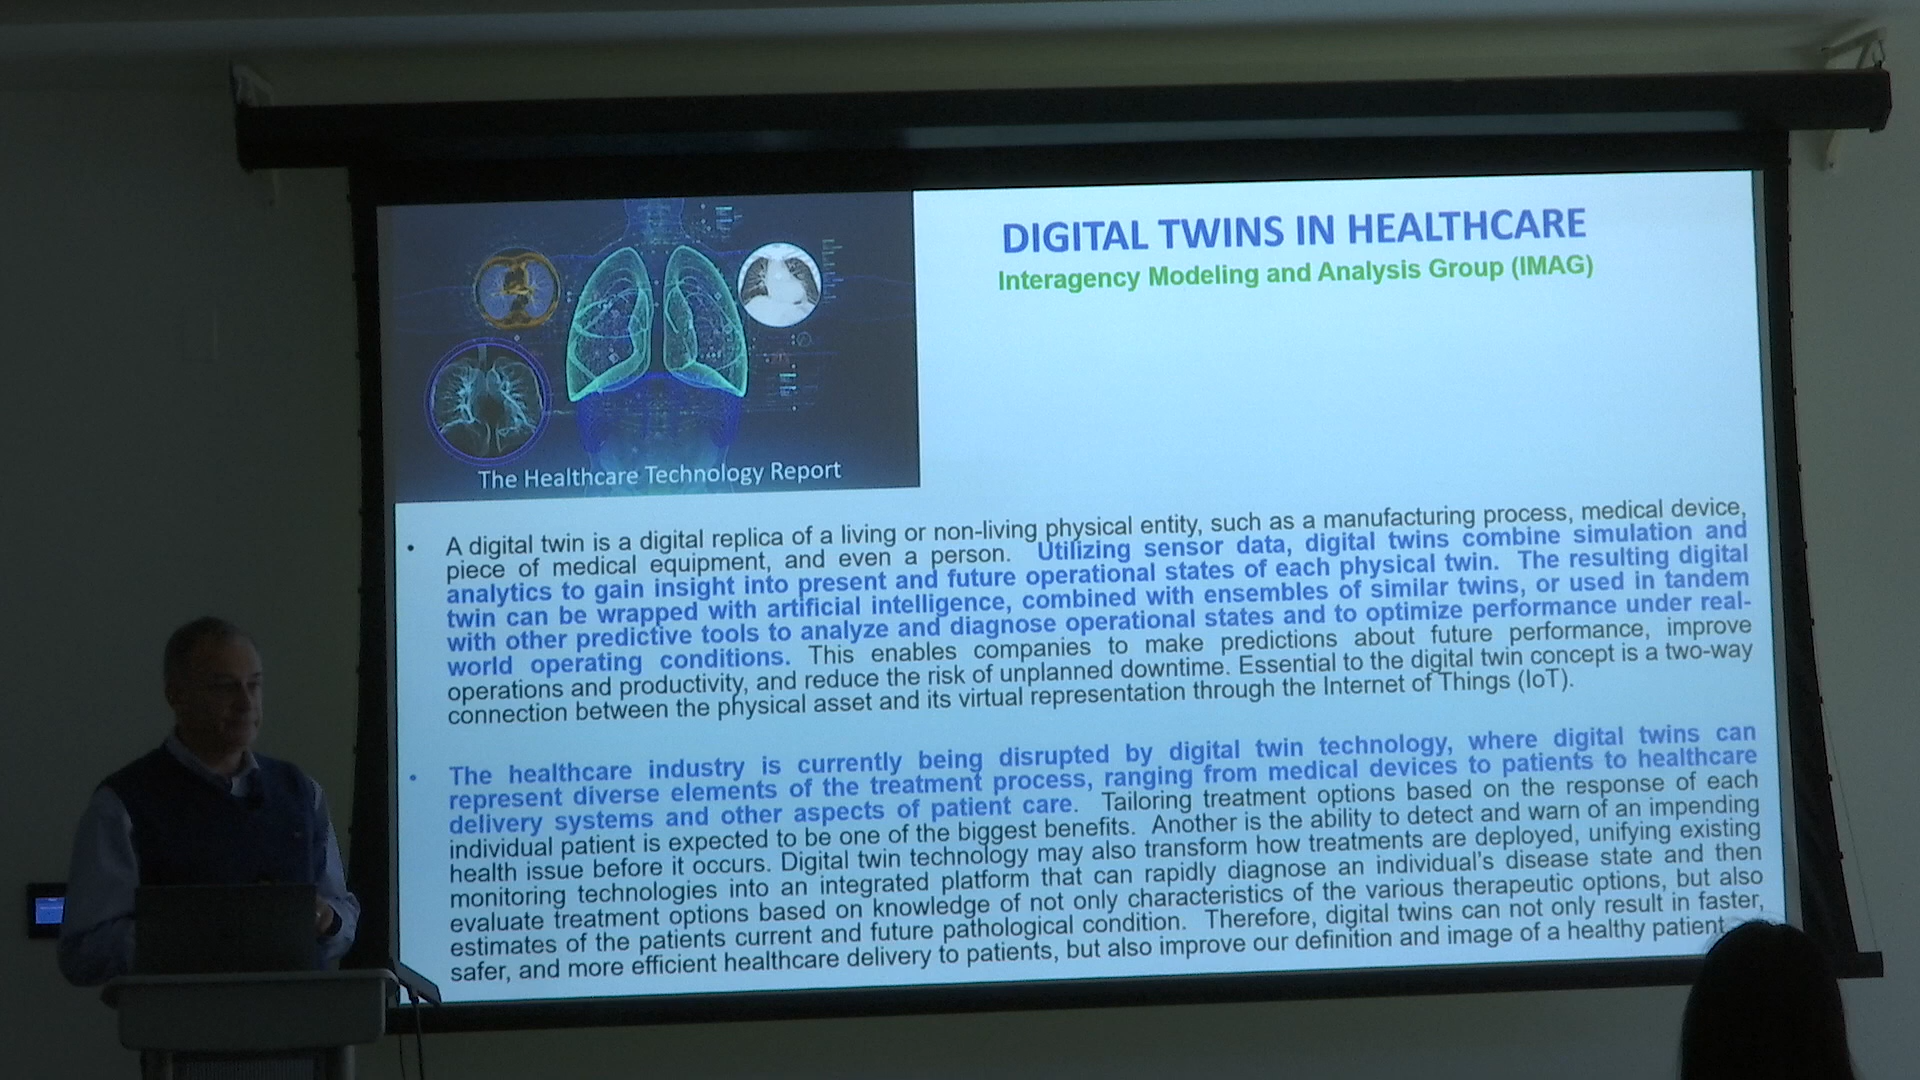 DIGITAL TWINS IN HEALTHCARE
Interagency Modeling and Analysis Group (IMAG)
The Healthcare Technology Report
• A digital twin is a digital replica of a living or non-living physical entity, such as a manufacturing process, medical device,
piece of medical equipment, and even a person. Utilizing sensor data, digital twins combine simulation and
analytics to gain insight into present and future operational states of each physical twin. The resulting digital
twin can be wrapped with artificial intelligence, combined with ensembles of similar twins, or used in tandem
with other predictive tools to analyze and diagnose operational states and to optimize performance under real-
world operating conditions. This enables companies to make predictions about future performance, improve
operations and productivity, and reduce the risk of unplanned downtime. Essential to the digital twin concept is a two-way
connection between the physical asset and its virtual representation through the Internet of Things (IoT).
• The healthcare industry is currently being disrupted by digital twin technology, where digital twins can
represent diverse elements of the treatment process, ranging from medical devices to patients to healthcare
delivery systems and other aspects of patient care. Tailoring treatment options based on the response of each
individual patient is expected to be one of the biggest benefits. Another is the ability to detect and warn of an impending
health issue before it occurs. Digital twin technology may also transform how treatments are deployed, unifying existing
monitoring technologies into an integrated platform that can rapidly diagnose an individual's disease state and then
evaluate treatment options based on knowledge of not only characteristics of the various therapeutic options, but also
estimates of the patients current and future pathological condition. Therefore, digital twins can not only result in faster,
safer, and more efficient healthcare delivery to patients, but also improve our definition and image of a healthy patient